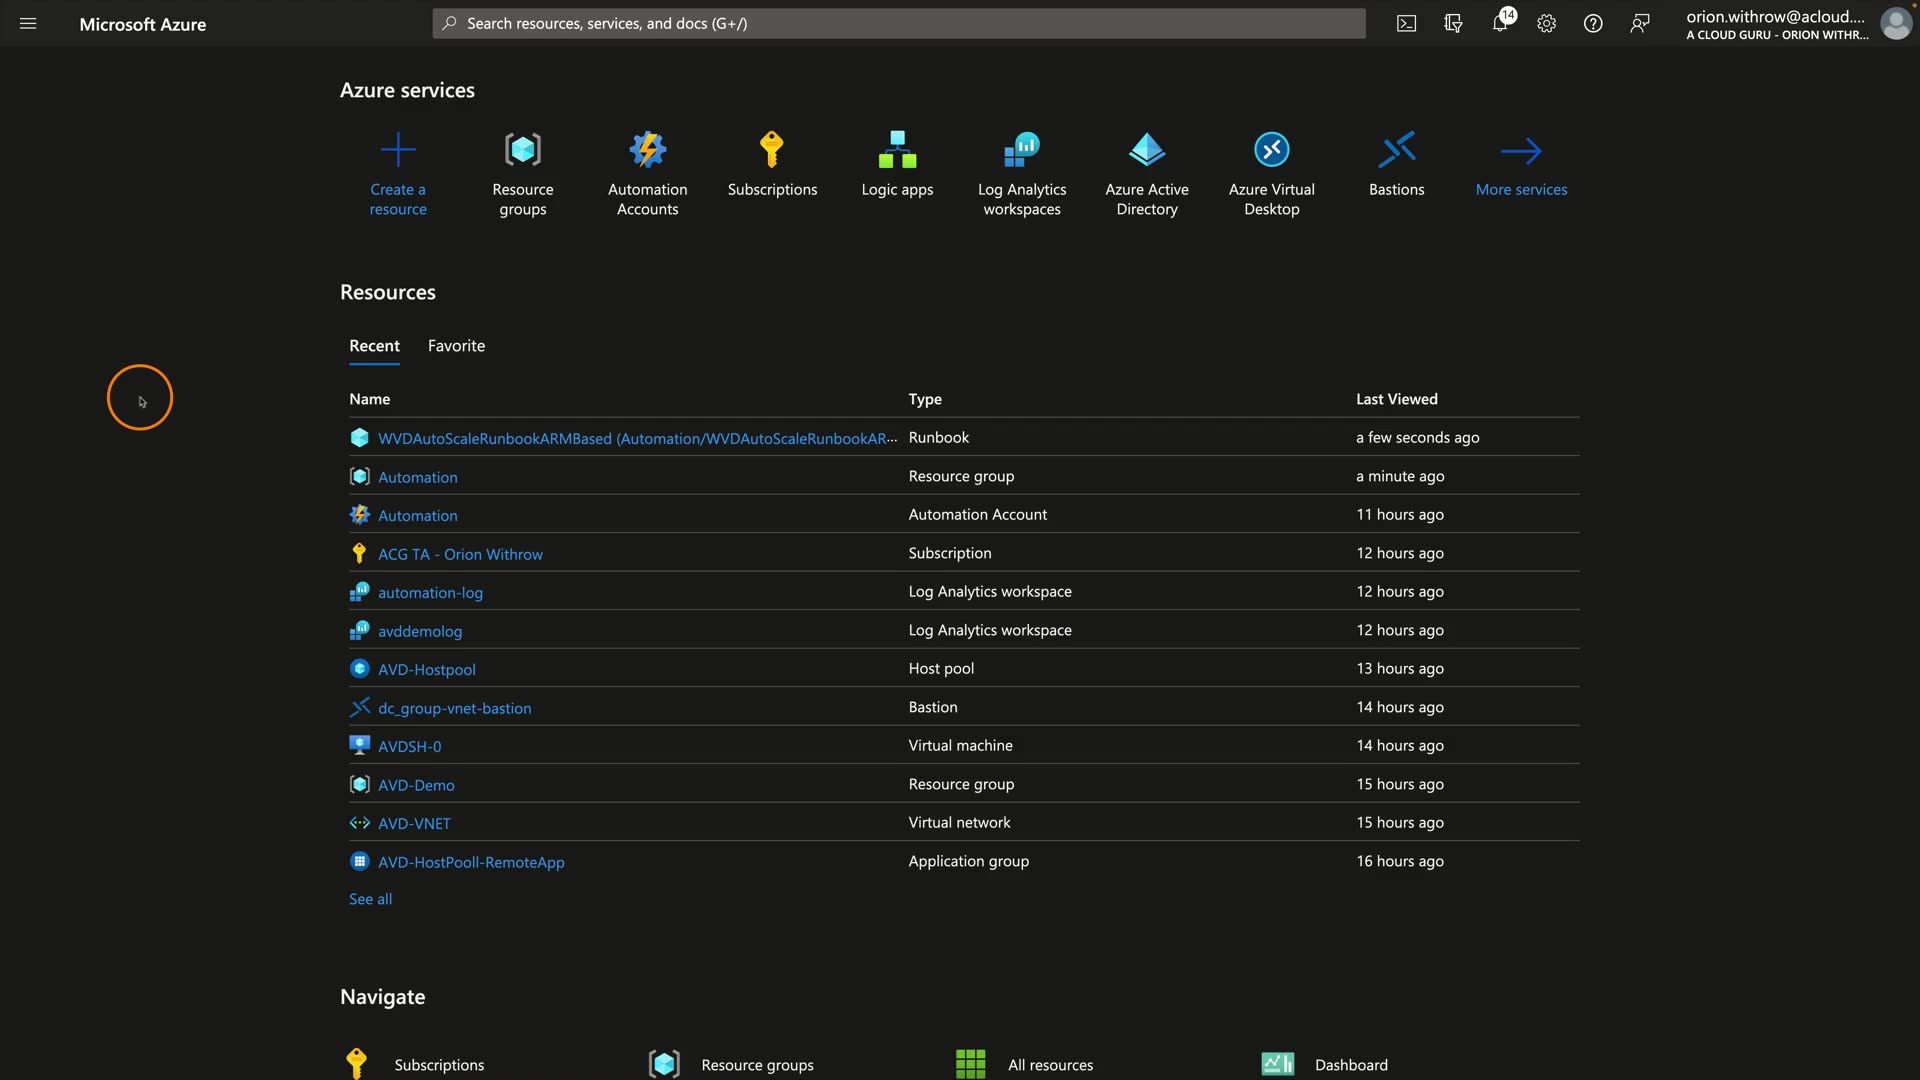 Microsoft Azure
Search resources, services, and docs (G+/)
14
orion.withrow@acloud....
A CLOUD GURU - ORION WITHR...
Azure services
Create a resource
Resource groups
Automation Accounts
Subscriptions
Logic apps
Log Analytics workspaces
Azure Active Directory
Azure Virtual Desktop
Bastions
More services
Resources
Recent Favorite
Name Type Last Viewed
WVDAutoScaleRunbookARMBased (Automation/WVDAutoScaleRunbookAR... Runbook a few seconds ago
Automation Resource group a minute ago
Automation Automation Account 11 hours ago
ACG TA - Orion Withrow Subscription 12 hours ago
automation-log Log Analytics workspace 12 hours ago
avddemolog Log Analytics workspace 12 hours ago
AVD-Hostpool Host pool 13 hours ago
dc_group-vnet-bastion Bastion 14 hours ago
AVDSH-0 Virtual machine 14 hours ago
AVD-Demo Resource group 15 hours ago
AVD-VNET Virtual network 15 hours ago
AVD-HostPooll-RemoteApp Application group 16 hours ago
See all
Navigate
Subscriptions Resource groups All resources Dashboard